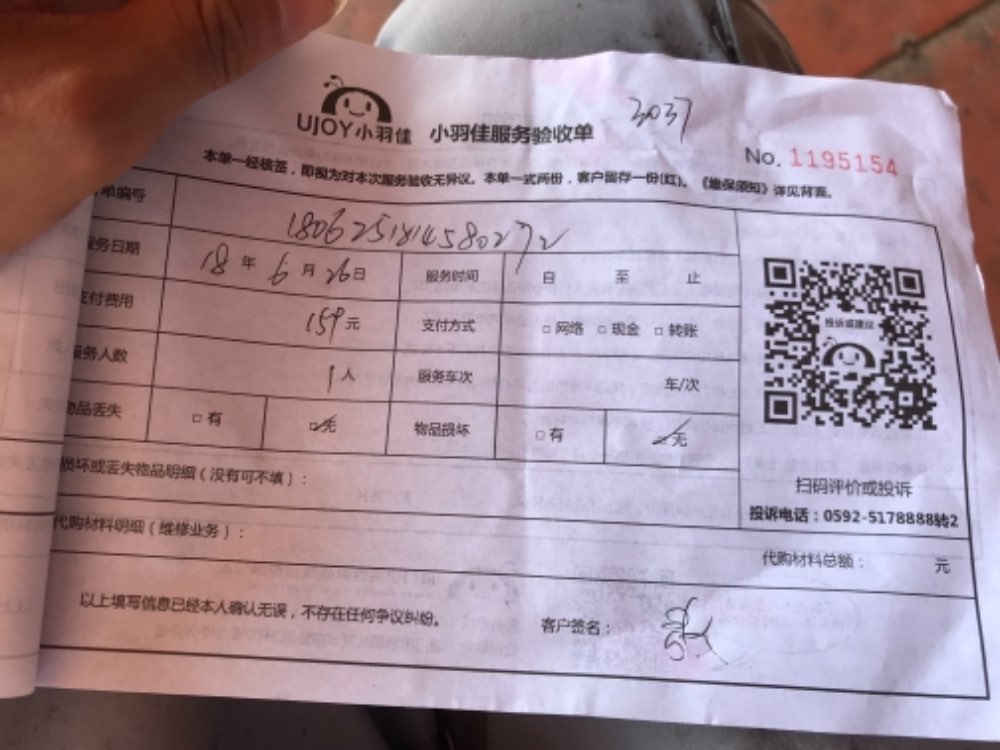 UJOY小羽佳 小羽佳服务验收单 3037
No. 1195154
本单一经核签，即视为对本次服务验收无异议。本单一式两份，客户留存一份(红)。《维保须知》详见背面。
单编号 1806251814580272
服务日期 18 年 6 月 26 日 服务时间 自 至 止
支付费用 159 元 支付方式 □ 网络 □ 现金 □ 转账
服务人数 1 人 服务车次 车/次
物品丢失 □ 有 □ 无 物品损坏 □ 有 无
投诉或建议
扫码评价或投诉
投诉电话：0592-5178888转2
损坏或丢失物品明细（没有可不填）：
代购材料明细（维修业务）：
代购材料总额： 元
以上填写信息已经本人确认无误，不存在任何争议纠纷。 客户签名：